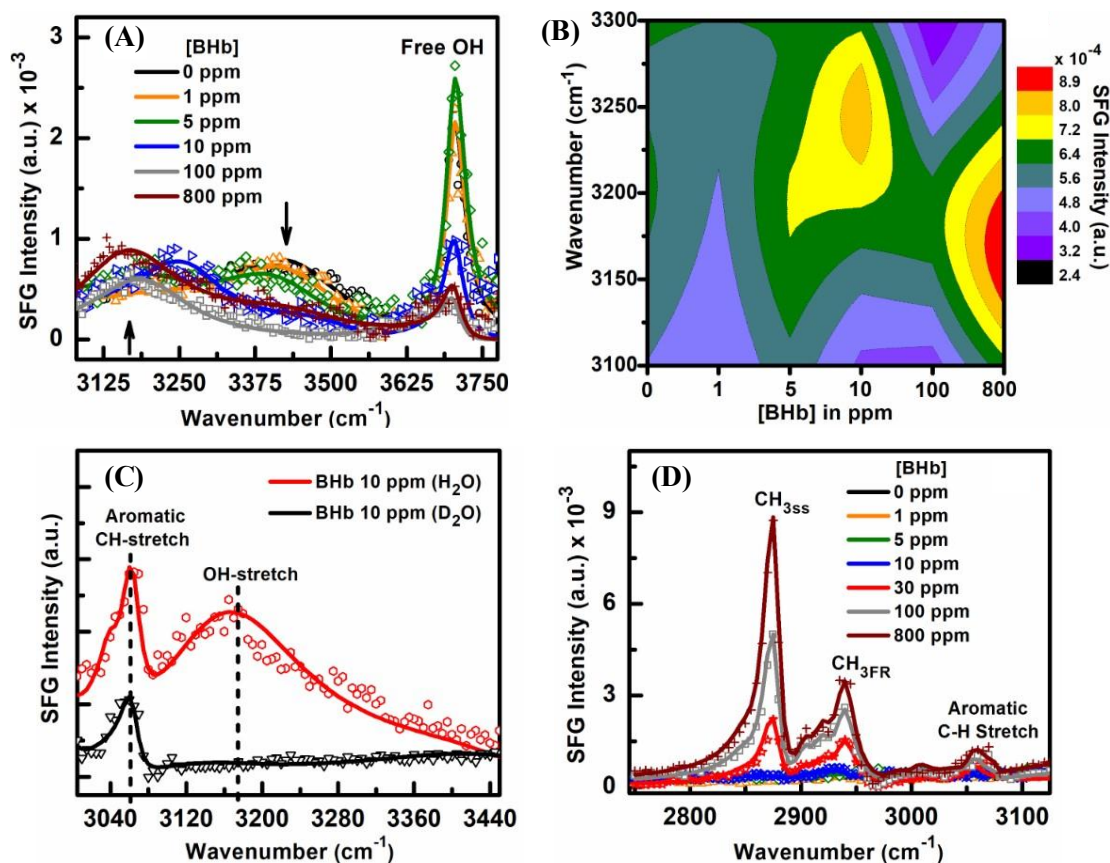 (A)
[BHb]
0 ppm
1 ppm
5 ppm
10 ppm
100 ppm
800 ppm
Free OH
SFG Intensity (a.u.) x 10⁻³
3
2
1
0
3125 3250 3375 3500 3625 3750
Wavenumber (cm⁻¹)
(B)
Wavenumber (cm⁻¹)
3300
3250
3200
3150
3100
0 1 5 10 100 800
[BHb] in ppm
x 10⁻⁴
8.9
8.0
7.2
6.4
5.6
4.8
4.0
3.2
2.4
SFG Intensity (a.u.)
(C)
BHb 10 ppm (H₂O)
BHb 10 ppm (D₂O)
Aromatic
CH-stretch
OH-stretch
SFG Intensity (a.u.)
3040 3120 3200 3280 3360 3440
Wavenumber (cm⁻¹)
(D)
[BHb]
0 ppm
1 ppm
5 ppm
10 ppm
30 ppm
100 ppm
800 ppm
CH₃ss
CH₃FR
Aromatic
C-H Stretch
SFG Intensity (a.u.) x 10⁻³
9
6
3
0
2800 2900 3000 3100
Wavenumber (cm⁻¹)